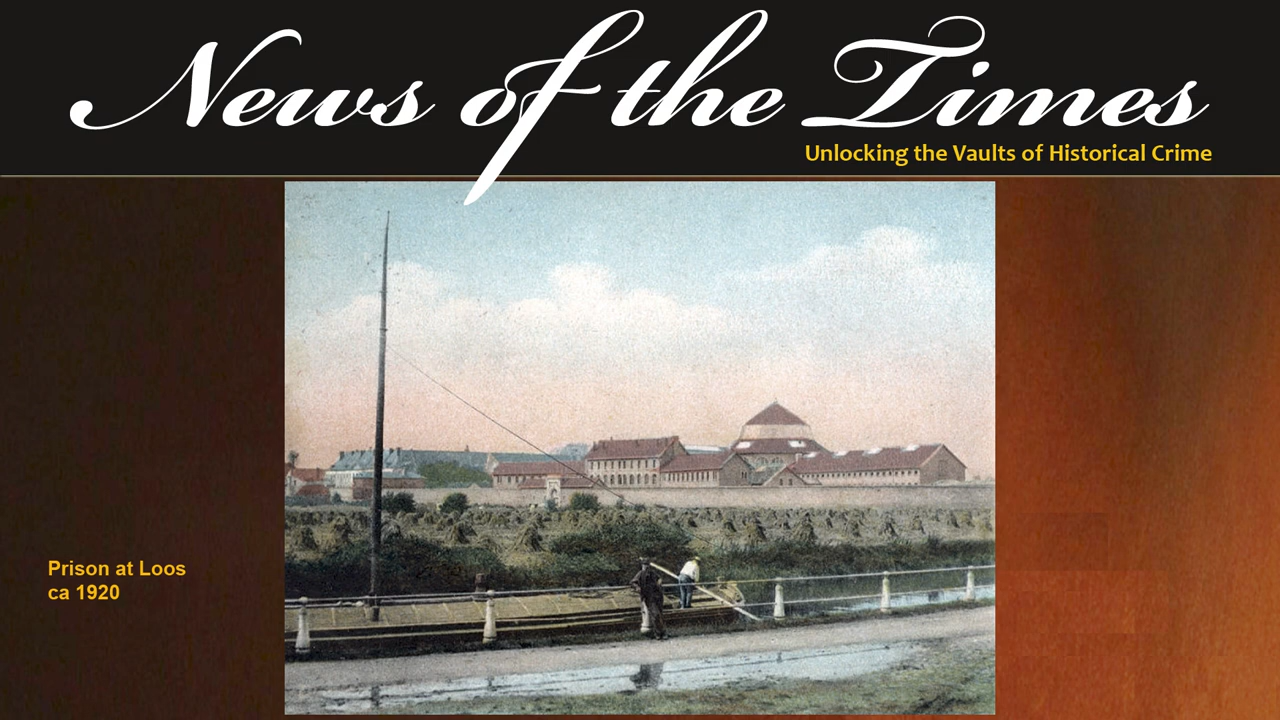 News of the Times
Unlocking the Vaults of Historical Crime
Prison at Loos
ca 1920